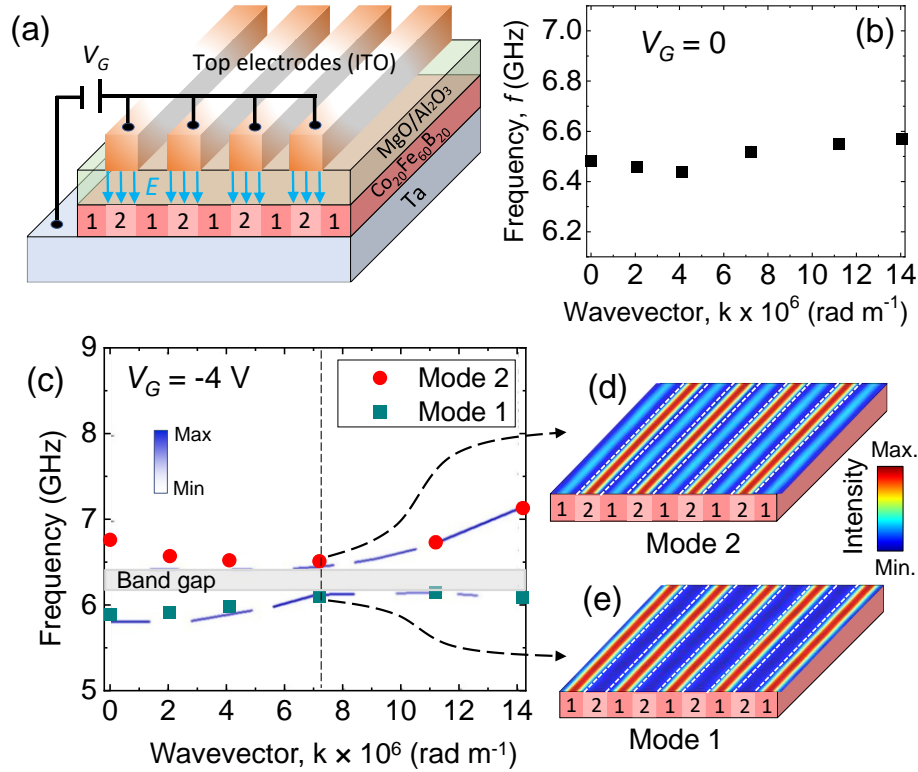 (a)
V_G
Top electrodes (ITO)
MgO/Al₂O₃
Co₂₀Fe₆₀B₂₀
Ta
E
1 2 1 2 1 2 1 2 1
(b)
V_G = 0
Frequency, f (GHz)
7.0
6.8
6.6
6.4
6.2
0 2 4 6 8 10 12 14
Wavevector, k x 10⁶ (rad m⁻¹)
(c)
V_G = -4 V
Mode 2
Mode 1
Max
Min
Band gap
Frequency (GHz)
9
8
7
6
5
0 2 4 6 8 10 12 14
Wavevector, k × 10⁶ (rad m⁻¹)
(d)
1 2 1 2 1 2 1 2 1
Mode 2
Max.
Intensity
Min.
(e)
1 2 1 2 1 2 1 2 1
Mode 1